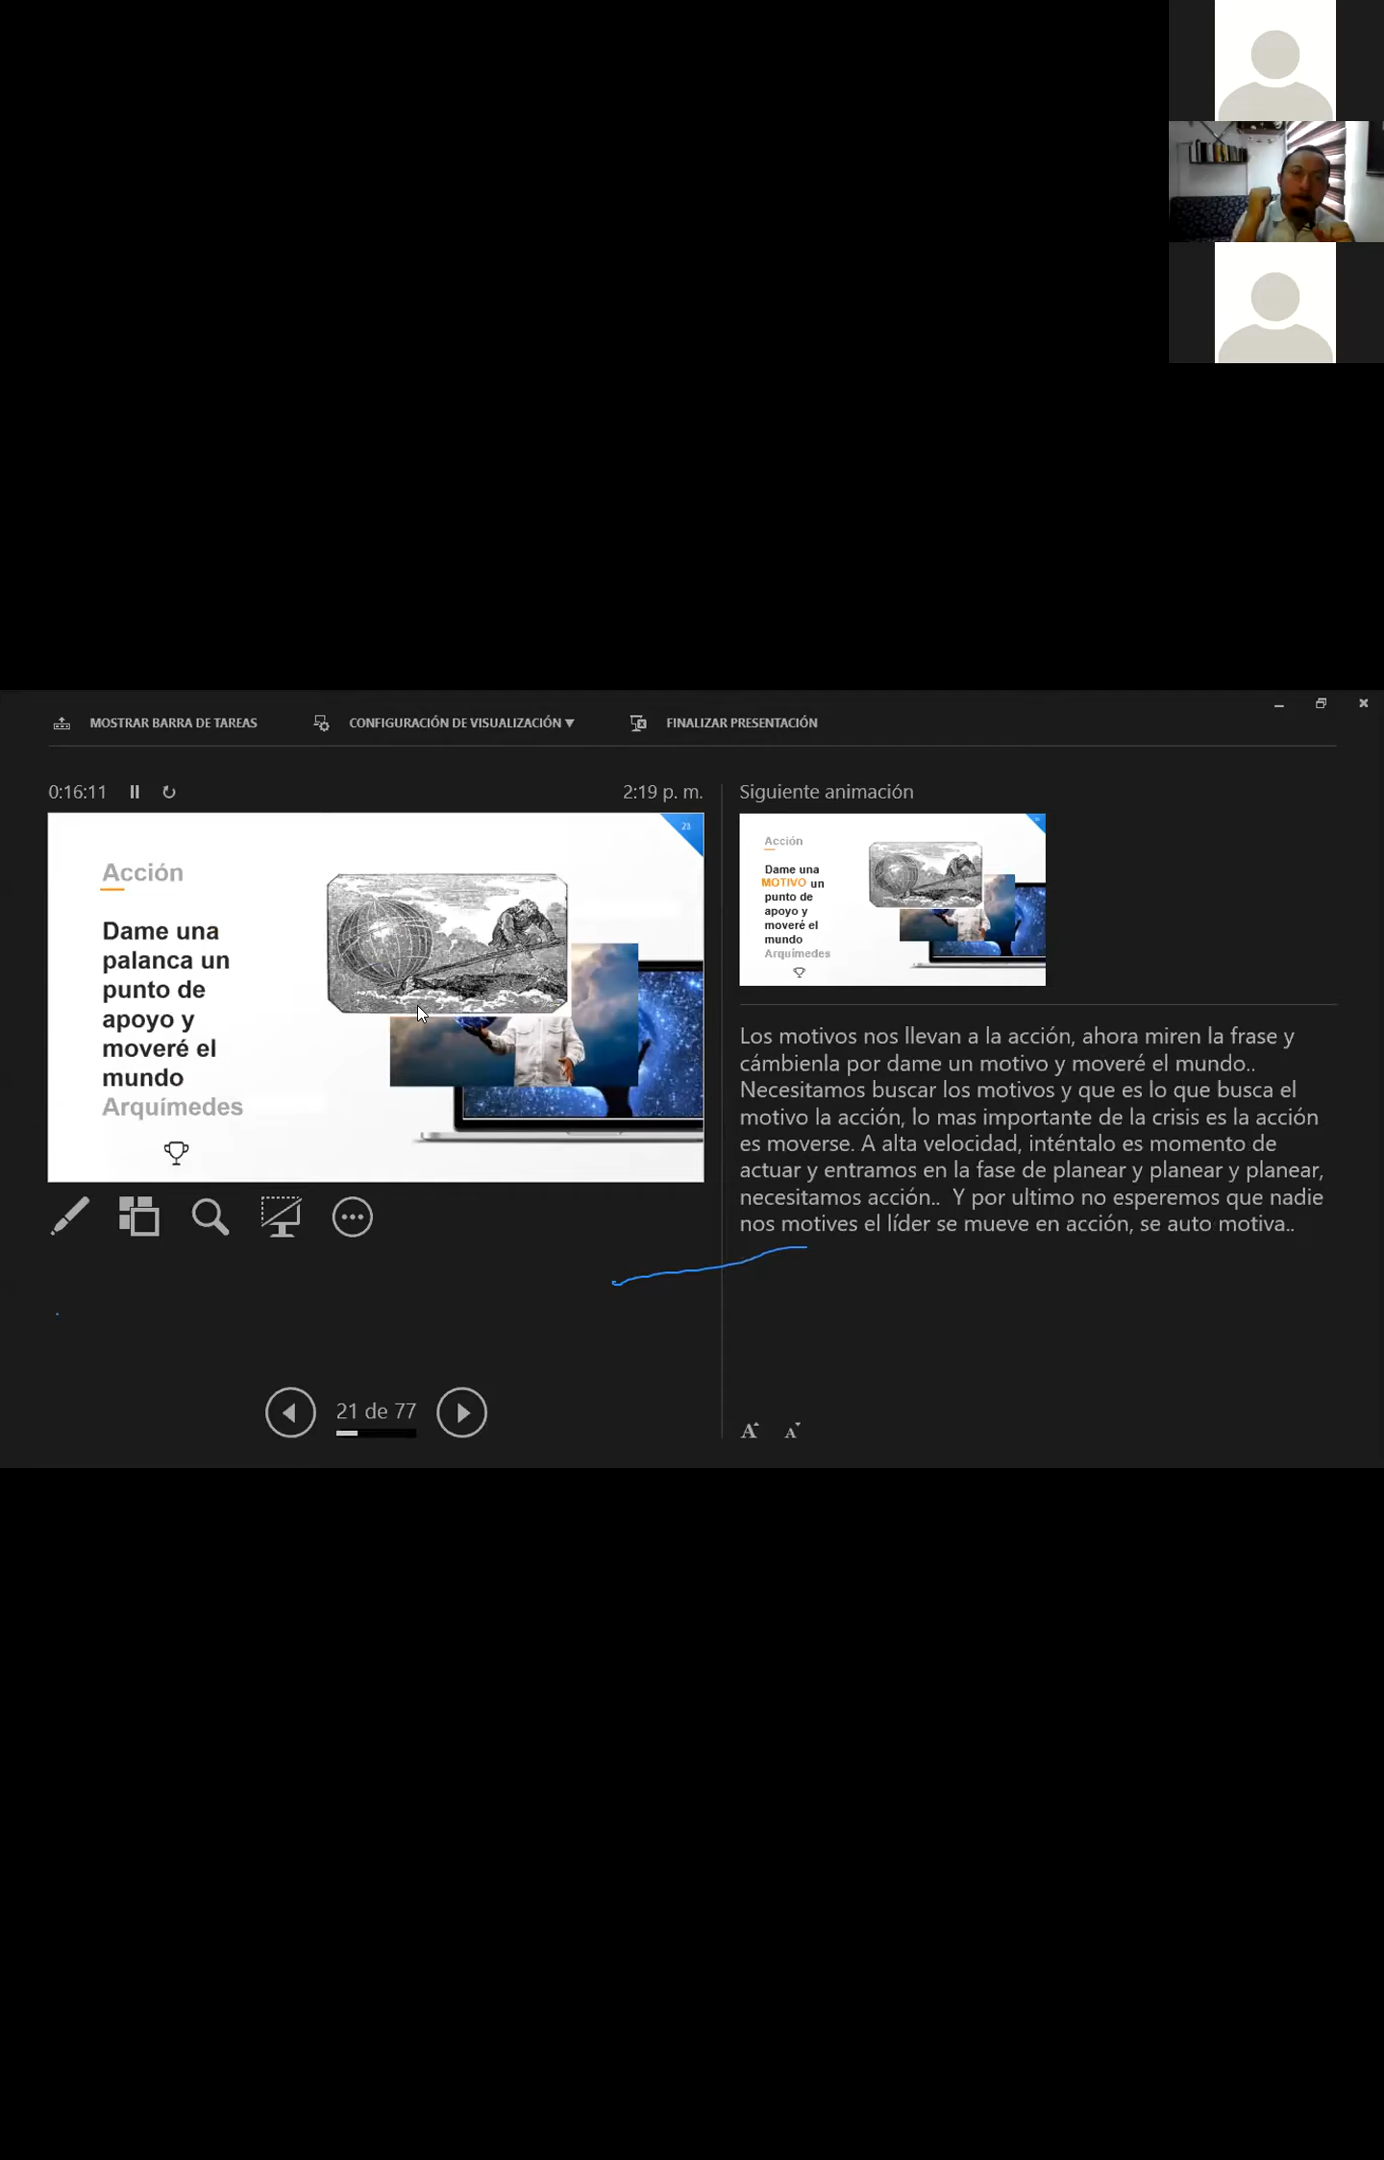 MOSTRAR BARRA DE TAREAS
CONFIGURACIÓN DE VISUALIZACIÓN ▼
FINALIZAR PRESENTACIÓN
0:16:11
2:19 p. m.
23
Acción
Dame una
palanca un
punto de
apoyo y
moveré el
mundo
Arquímedes
21 de 77
Siguiente animación
Acción
Dame una
MOTIVO un
punto de
apoyo y
moveré el
mundo
Arquímedes
Los motivos nos llevan a la acción, ahora miren la frase y
cámbienla por dame un motivo y moveré el mundo..
Necesitamos buscar los motivos y que es lo que busca el
motivo la acción, lo mas importante de la crisis es la acción
es moverse. A alta velocidad, inténtalo es momento de
actuar y entramos en la fase de planear y planear y planear,
necesitamos acción..  Y por ultimo no esperemos que nadie
nos motives el líder se mueve en acción, se auto motiva..
A A